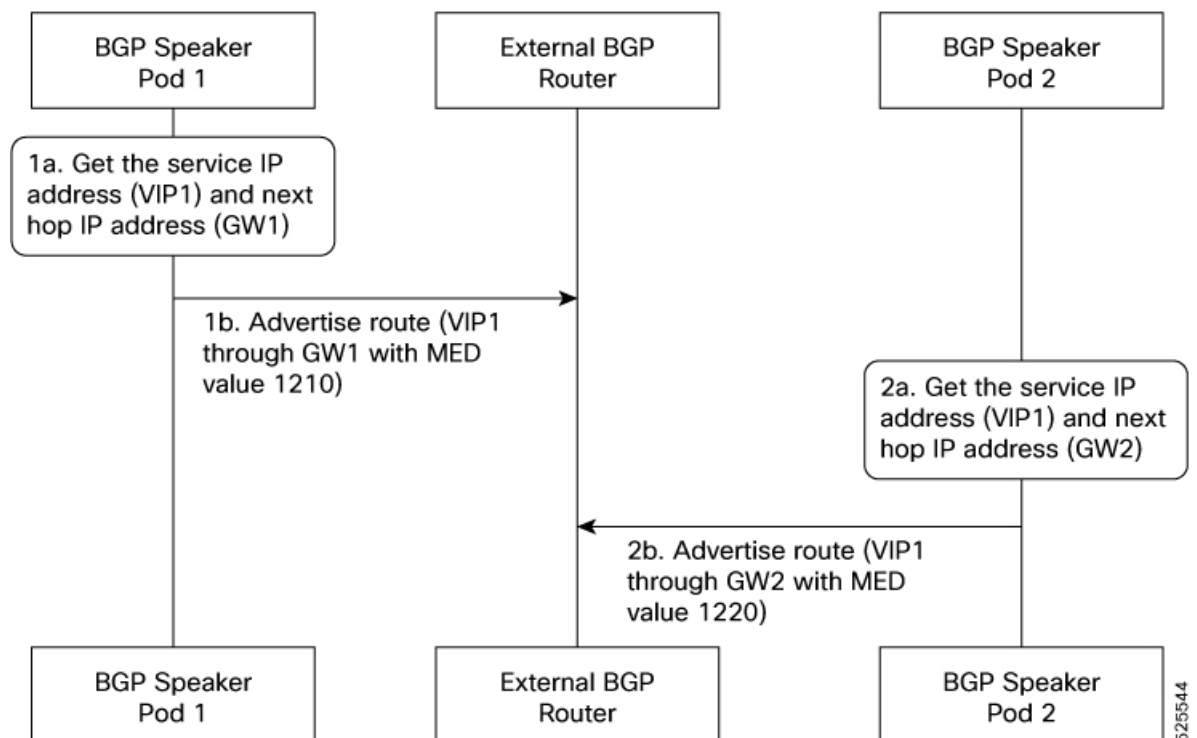 BGP Speaker
Pod 1
External BGP
Router
BGP Speaker
Pod 2
1a. Get the service IP
address (VIP1) and next
hop IP address (GW1)
1b. Advertise route (VIP1
through GW1 with MED
value 1210)
2a. Get the service IP
address (VIP1) and next
hop IP address (GW2)
2b. Advertise route (VIP1
through GW2 with MED
value 1220)
BGP Speaker
Pod 1
External BGP
Router
BGP Speaker
Pod 2
525544